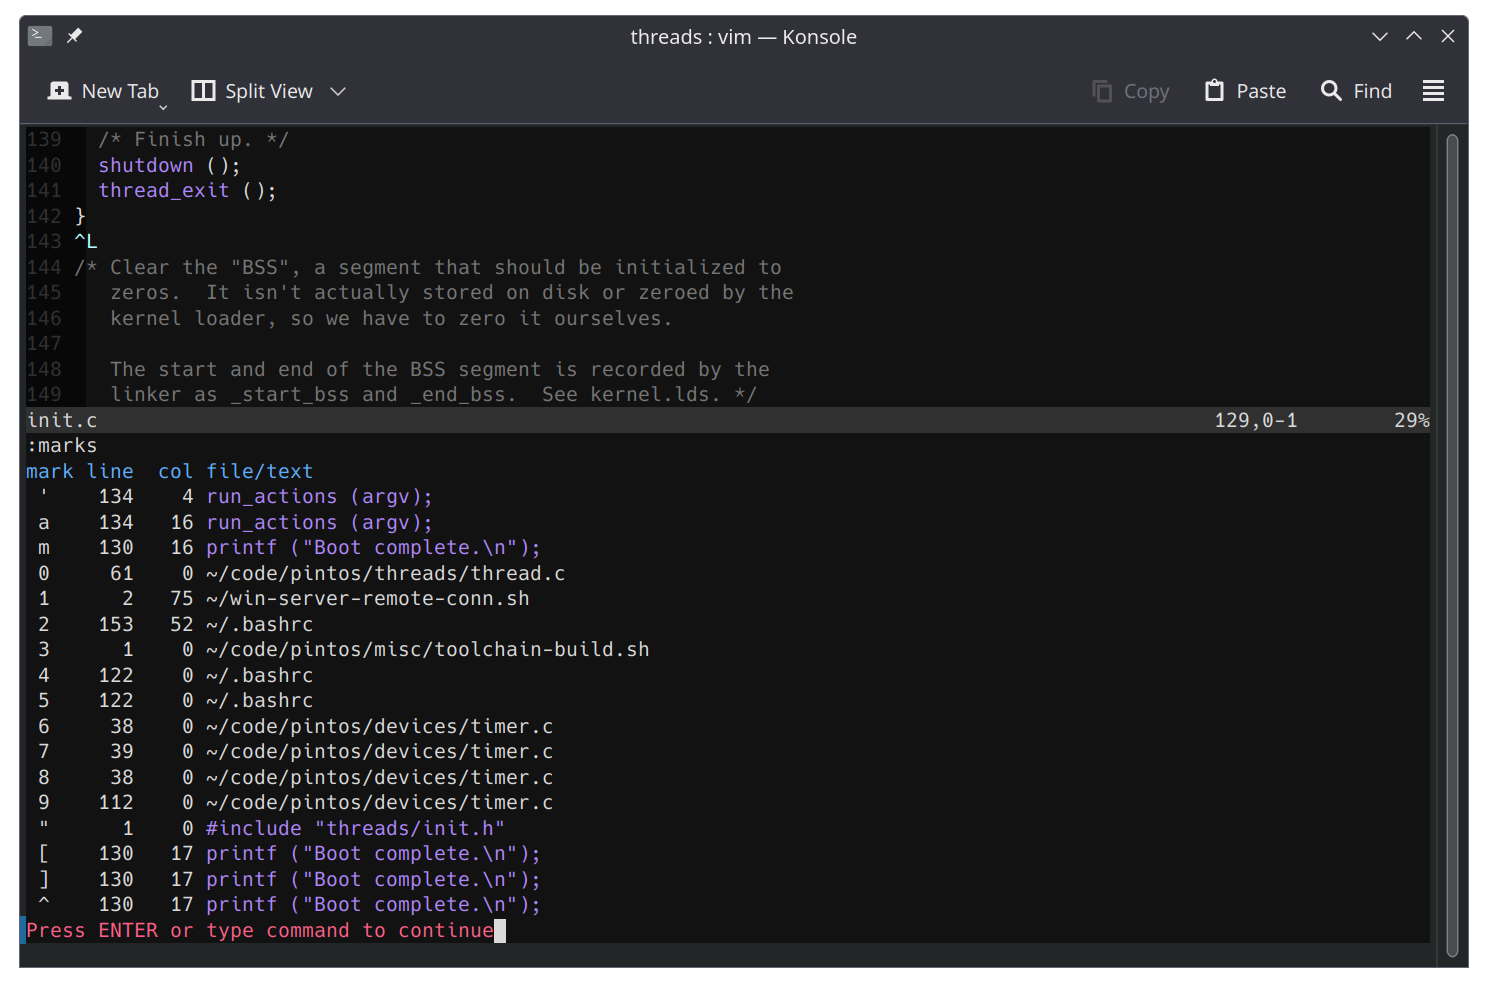 threads : vim — Konsole
New Tab Split View Copy Paste Find
139   /* Finish up. */
140   shutdown ();
141   thread_exit ();
142 }
143 ^L
144 /* Clear the "BSS", a segment that should be initialized to
145    zeros.  It isn't actually stored on disk or zeroed by the
146    kernel loader, so we have to zero it ourselves.
147
148    The start and end of the BSS segment is recorded by the
149    linker as _start_bss and _end_bss.  See kernel.lds. */
init.c 129,0-1 29%
:marks
mark line  col file/text
 '    134    4 run_actions (argv);
 a    134   16 run_actions (argv);
 m    130   16 printf ("Boot complete.\n");
 0     61    0 ~/code/pintos/threads/thread.c
 1      2   75 ~/win-server-remote-conn.sh
 2    153   52 ~/.bashrc
 3      1    0 ~/code/pintos/misc/toolchain-build.sh
 4    122    0 ~/.bashrc
 5    122    0 ~/.bashrc
 6     38    0 ~/code/pintos/devices/timer.c
 7     39    0 ~/code/pintos/devices/timer.c
 8     38    0 ~/code/pintos/devices/timer.c
 9    112    0 ~/code/pintos/devices/timer.c
 "      1    0 #include "threads/init.h"
 [    130   17 printf ("Boot complete.\n");
 ]    130   17 printf ("Boot complete.\n");
 ^    130   17 printf ("Boot complete.\n");
Press ENTER or type command to continue